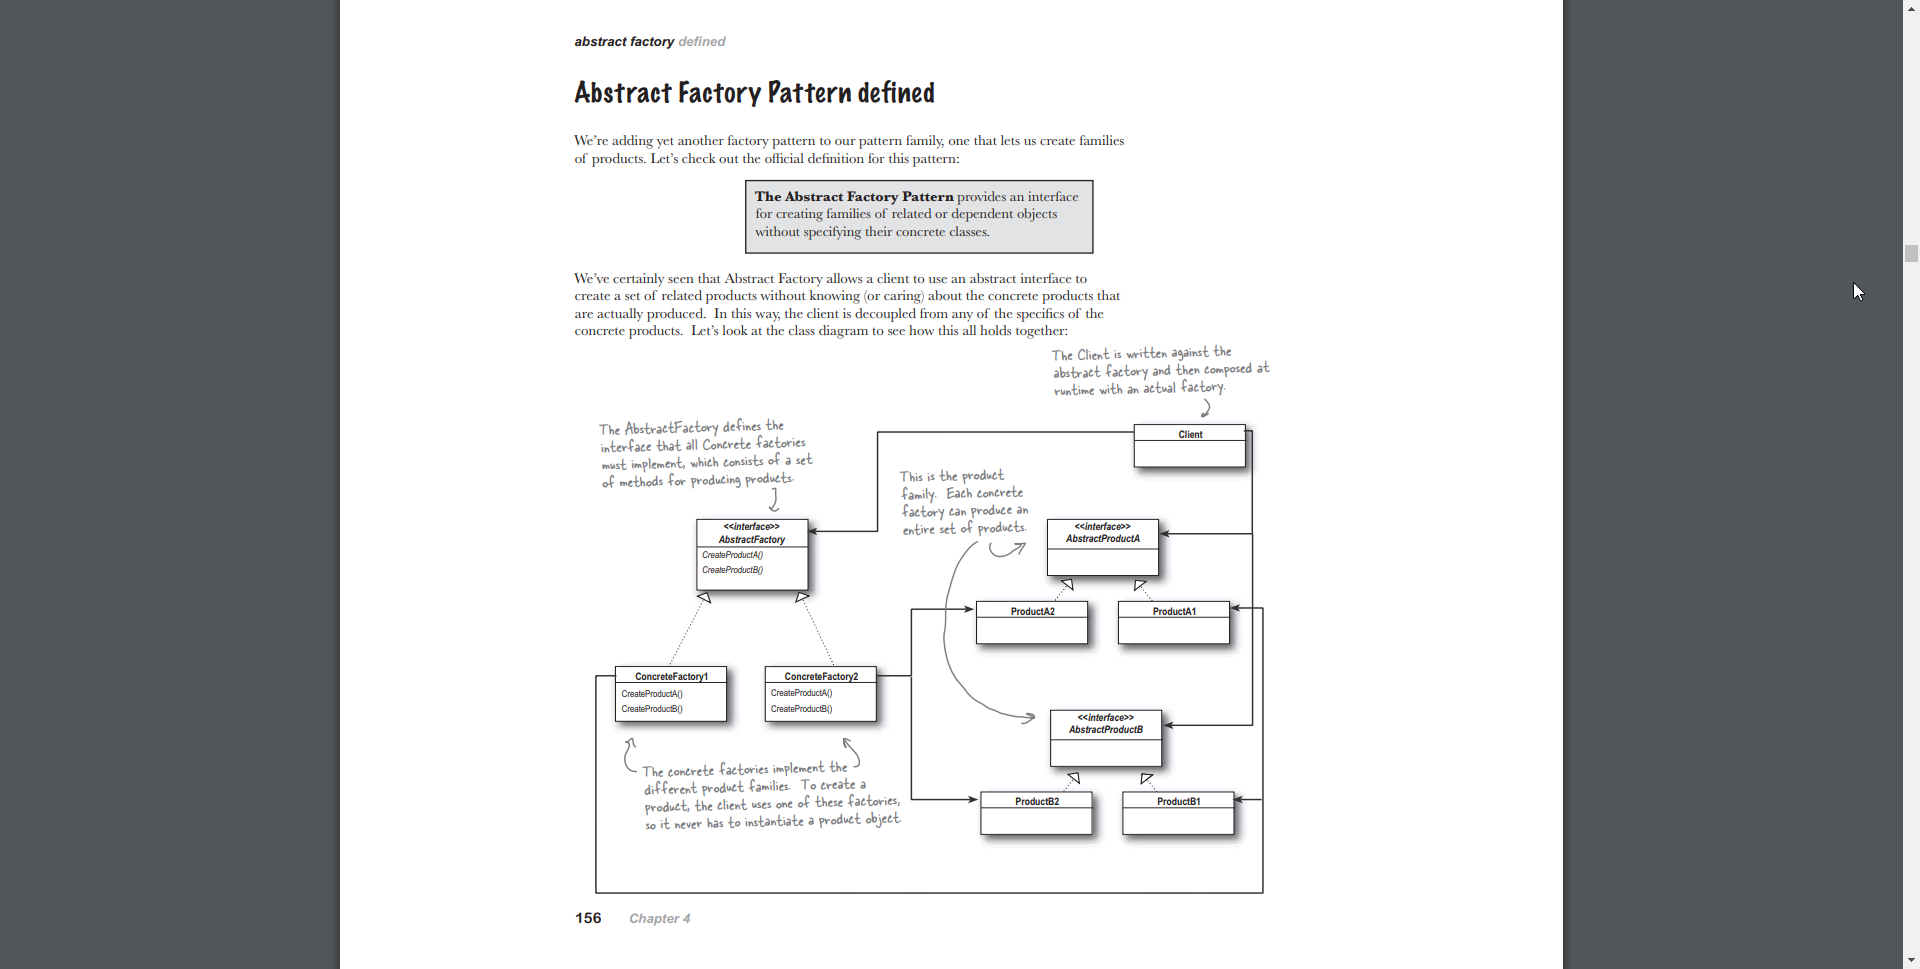 abstract factory defined
Abstract Factory Pattern defined
We’re adding yet another factory pattern to our pattern family, one that lets us create families
of products. Let’s check out the official definition for this pattern:
The Abstract Factory Pattern provides an interface
for creating families of related or dependent objects
without specifying their concrete classes.
We’ve certainly seen that Abstract Factory allows a client to use an abstract interface to
create a set of related products without knowing (or caring) about the concrete products that
are actually produced. In this way, the client is decoupled from any of the specifics of the
concrete products. Let’s look at the class diagram to see how this all holds together:
The Client is written against the
abstract factory and then composed at
runtime with an actual factory.
The AbstractFactory defines the
interface that all Concrete factories
must implement, which consists of a set
of methods for producing products.
Client
This is the product
family. Each concrete
factory can produce an
entire set of products.
<<interface>>
AbstractFactory
CreateProductA()
CreateProductB()
<<interface>>
AbstractProductA
ProductA2
ProductA1
ConcreteFactory1
CreateProductA()
CreateProductB()
ConcreteFactory2
CreateProductA()
CreateProductB()
<<interface>>
AbstractProductB
The concrete factories implement the
different product families. To create a
product, the client uses one of these factories,
so it never has to instantiate a product object.
ProductB2
ProductB1
156 Chapter 4